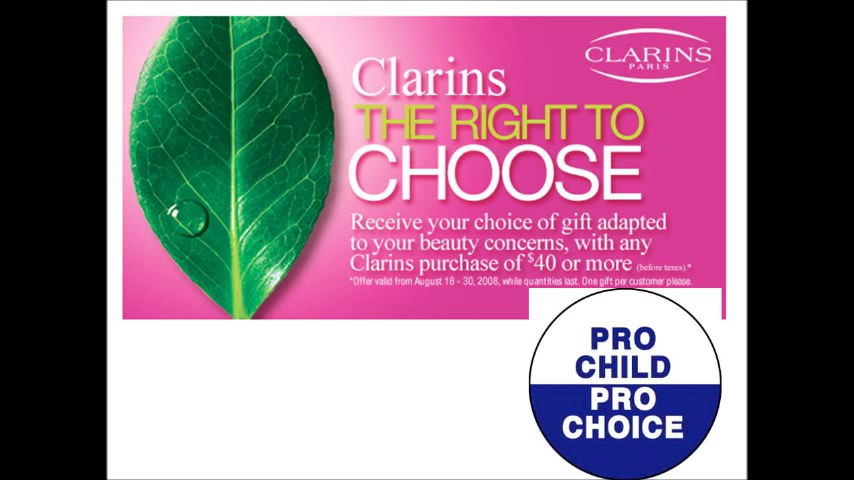 CLARINS
PARIS
Clarins
THE RIGHT TO
CHOOSE
Receive your choice of gift adapted
to your beauty concerns, with any
Clarins purchase of $40 or more (before taxes).*
*Offer valid from August 16 - 30, 2008, while quantities last. One gift per customer please.
PRO
CHILD
PRO
CHOICE